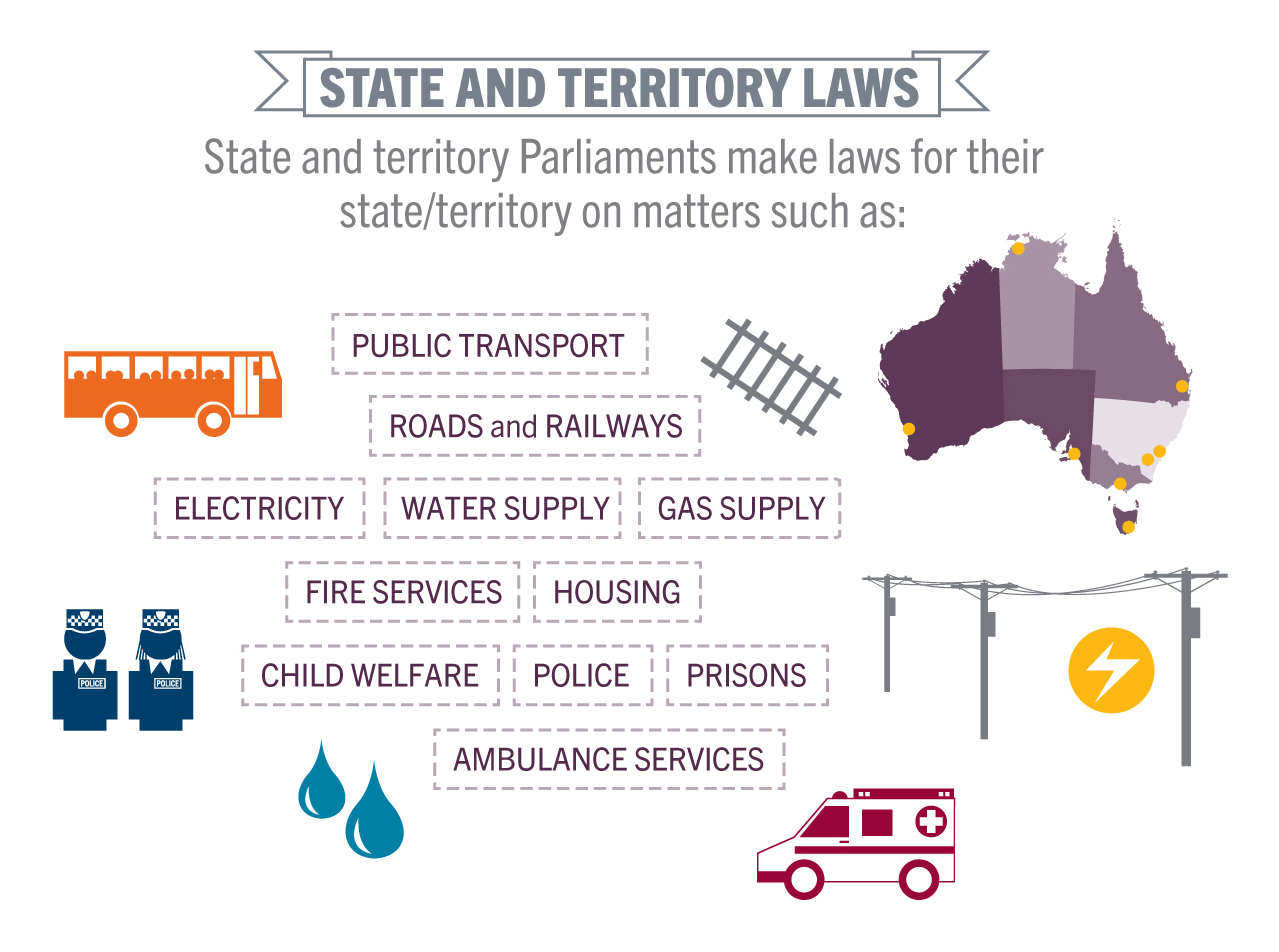 STATE AND TERRITORY LAWS
State and territory Parliaments make laws for their
state/territory on matters such as:
PUBLIC TRANSPORT
ROADS and RAILWAYS
ELECTRICITY
WATER SUPPLY
GAS SUPPLY
FIRE SERVICES
HOUSING
CHILD WELFARE
POLICE
PRISONS
POLICE
POLICE
AMBULANCE SERVICES